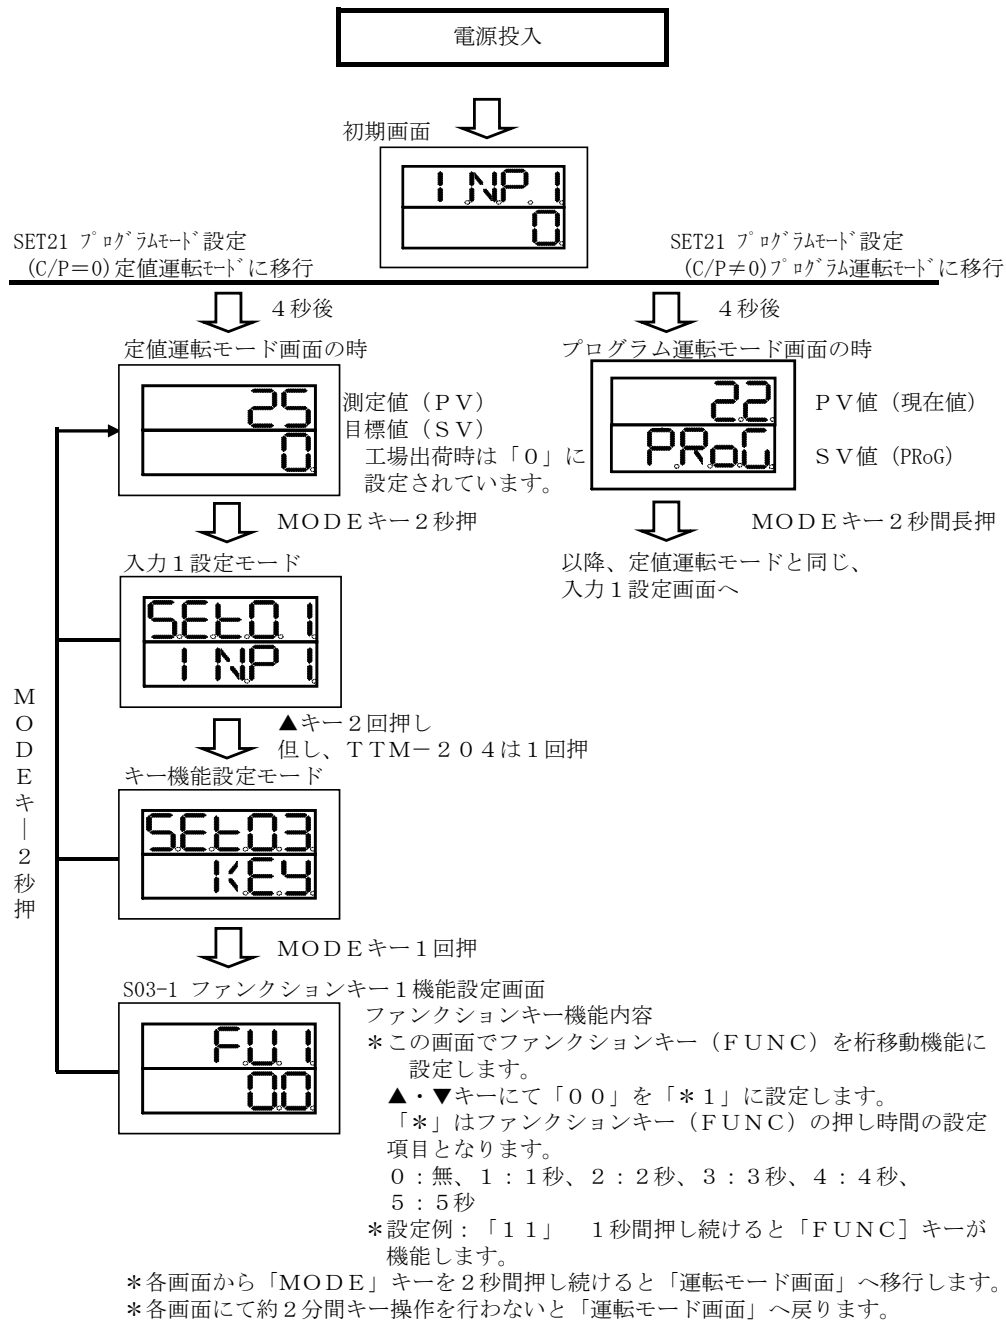 電源投入
初期画面
INP1
0
SET21 ﾌﾟﾛｸﾞﾗﾑﾓｰﾄﾞ設定
(C/P＝0)定値運転ﾓｰﾄﾞに移行
SET21 ﾌﾟﾛｸﾞﾗﾑﾓｰﾄﾞ設定
(C/P≠0)ﾌﾟﾛｸﾞﾗﾑ運転ﾓｰﾄﾞに移行
４秒後
定値運転モード画面の時
25
0
測定値（ＰＶ）
目標値（ＳＶ）
工場出荷時は「０」に
設定されています。
４秒後
プログラム運転モード画面の時
22
PRoG
ＰＶ値（現在値）
ＳＶ値（PRoG）
ＭＯＤＥキー２秒押
ＭＯＤＥキー２秒間長押
以降、定値運転モードと同じ、
入力１設定画面へ
入力１設定モード
SEt01
INP1
▲キー２回押し
但し、ＴＴＭ－２０４は１回押
キー機能設定モード
SEt03
KEY
ＭＯＤＥキー２秒押
ＭＯＤＥキー１回押
S03-1 ファンクションキー１機能設定画面
FU1
00
ファンクションキー機能内容
＊この画面でファンクションキー（ＦＵＮＣ）を桁移動機能に
設定します。
▲・▼キーにて「００」を「＊１」に設定します。
「＊」はファンクションキー（ＦＵＮＣ）の押し時間の設定
項目となります。
０：無、１：１秒、２：２秒、３：３秒、４：４秒、
５：５秒
＊設定例：「１１」　１秒間押し続けると「ＦＵＮＣ］キーが
機能します。
＊各画面から「ＭＯＤＥ」キーを２秒間押し続けると「運転モード画面」へ移行します。
＊各画面にて約２分間キー操作を行わないと「運転モード画面」へ戻ります。